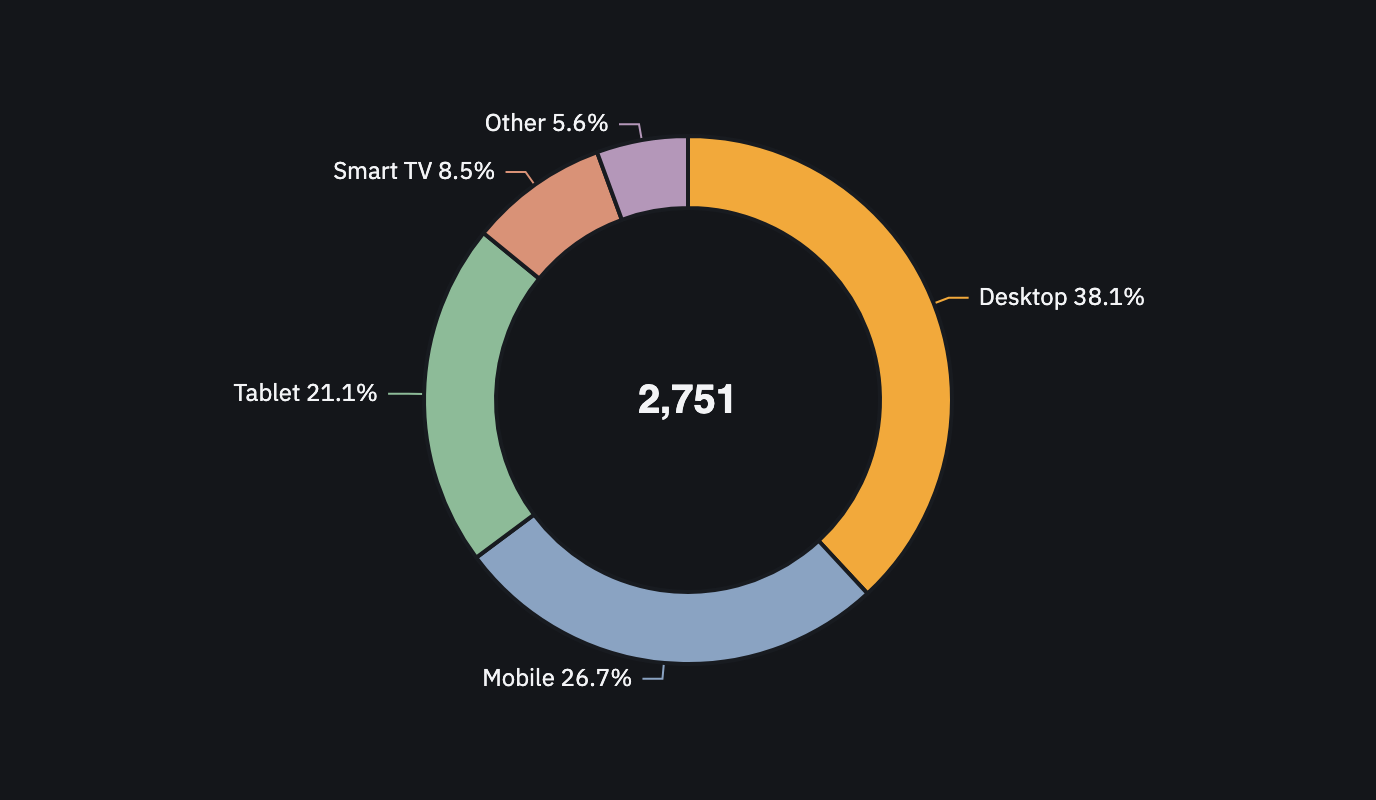 Other 5.6%
Smart TV 8.5%
Desktop 38.1%
Tablet 21.1%
2,751
Mobile 26.7%